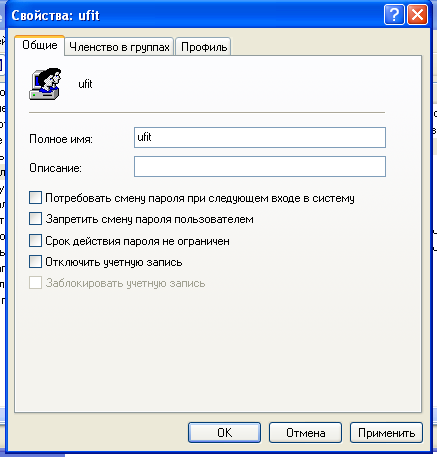 Свойства: ufit
Общие Членство в группах Профиль
ufit
Полное имя: ufit
Описание:
Потребовать смену пароля при следующем входе в систему
Запретить смену пароля пользователем
Срок действия пароля не ограничен
Отключить учетную запись
Заблокировать учетную запись
OK Отмена Применить